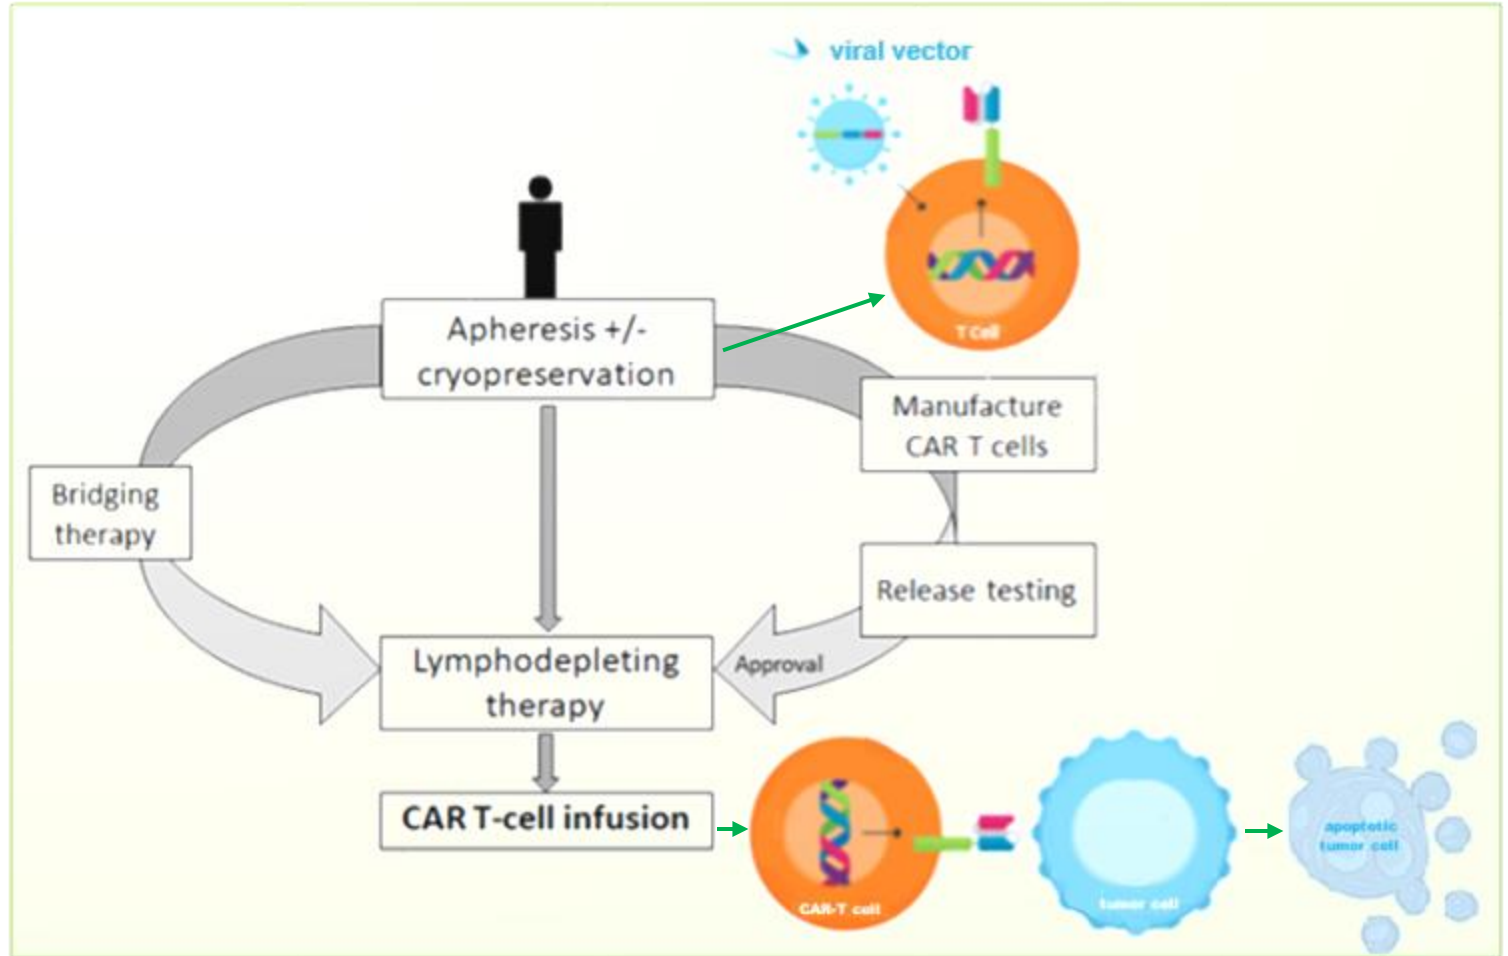 viral vector
T Cell
Apheresis +/-
cryopreservation
Manufacture
CAR T cells
Bridging
therapy
Release testing
Approval
Lymphodepleting
therapy
CAR T-cell infusion
CAR-T cell
tumor cell
apoptotic
tumor cell